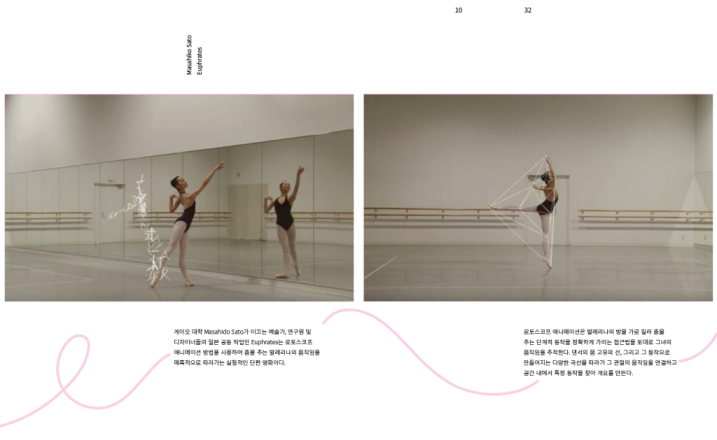 10
32
Masahiko Sato
Euphrates
게이오 대학 Masahido Sato가 이끄는 예술가, 연구원 및
디자이너들의 일본 공동 작업인 Euphrates는 로토스코프
애니메이션 방법을 사용하여 춤을 추는 발레리나의 움직임을
매혹적으로 따라가는 실험적인 단편 영화이다.
로토스코프 애니메이션은 발레리나의 방을 가로 질러 춤을
추는 단계적 동작을 정확하게 가리는 접근법을 토대로 그녀의
움직임을 추적한다. 댄서의 몸 고유의 선, 그리고 그 동작으로
만들어지는 다양한 곡선을 따라가 그 관절의 움직임을 연결하고
공간 내에서 특정 동작을 찾아 개요를 만든다.